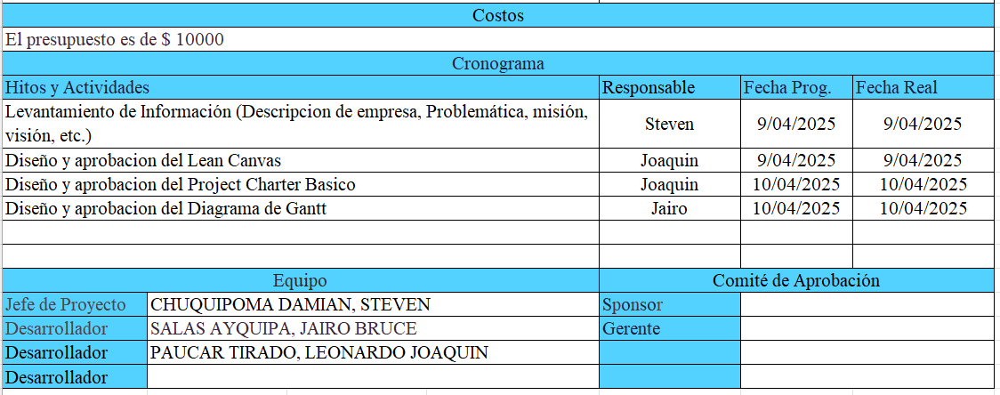 Costos
El presupuesto es de $ 10000
Cronograma
Hitos y Actividades Responsable Fecha Prog. Fecha Real
Levantamiento de Información (Descripcion de empresa, Problemática, misión,
visión, etc.) Steven 9/04/2025 9/04/2025
Diseño y aprobacion del Lean Canvas Joaquin 9/04/2025 9/04/2025
Diseño y aprobacion del Project Charter Basico Joaquin 10/04/2025 10/04/2025
Diseño y aprobacion del Diagrama de Gantt Jairo 10/04/2025 10/04/2025
Equipo Comité de Aprobación
Jefe de Proyecto CHUQUIPOMA DAMIAN, STEVEN Sponsor
Desarrollador SALAS AYQUIPA, JAIRO BRUCE Gerente
Desarrollador PAUCAR TIRADO, LEONARDO JOAQUIN
Desarrollador